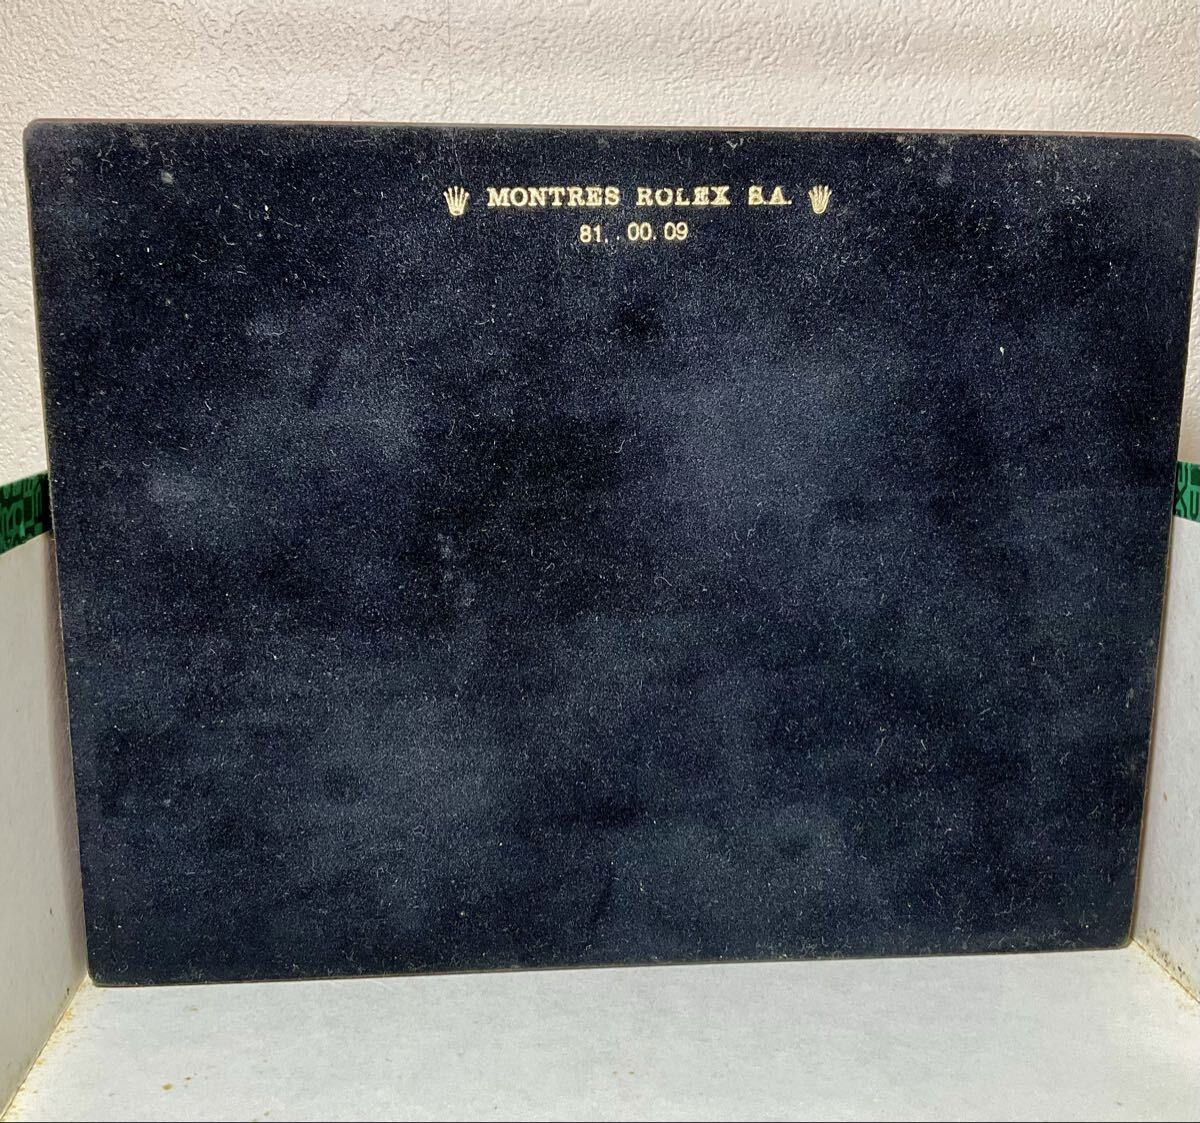 MONTRES ROLEX S.A.
81. . 00. 09